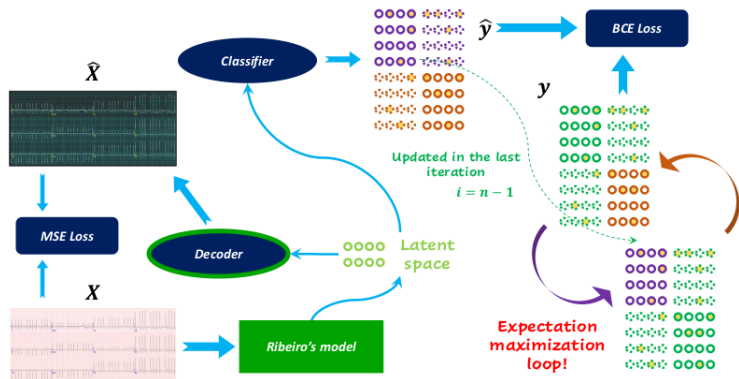 Classifier
ŷ
BCE Loss
X̂
y
Updated in the last
iteration
i = n − 1
MSE Loss
Decoder
Latent
space
X
Ribeiro's model
Expectation
maximization
loop!